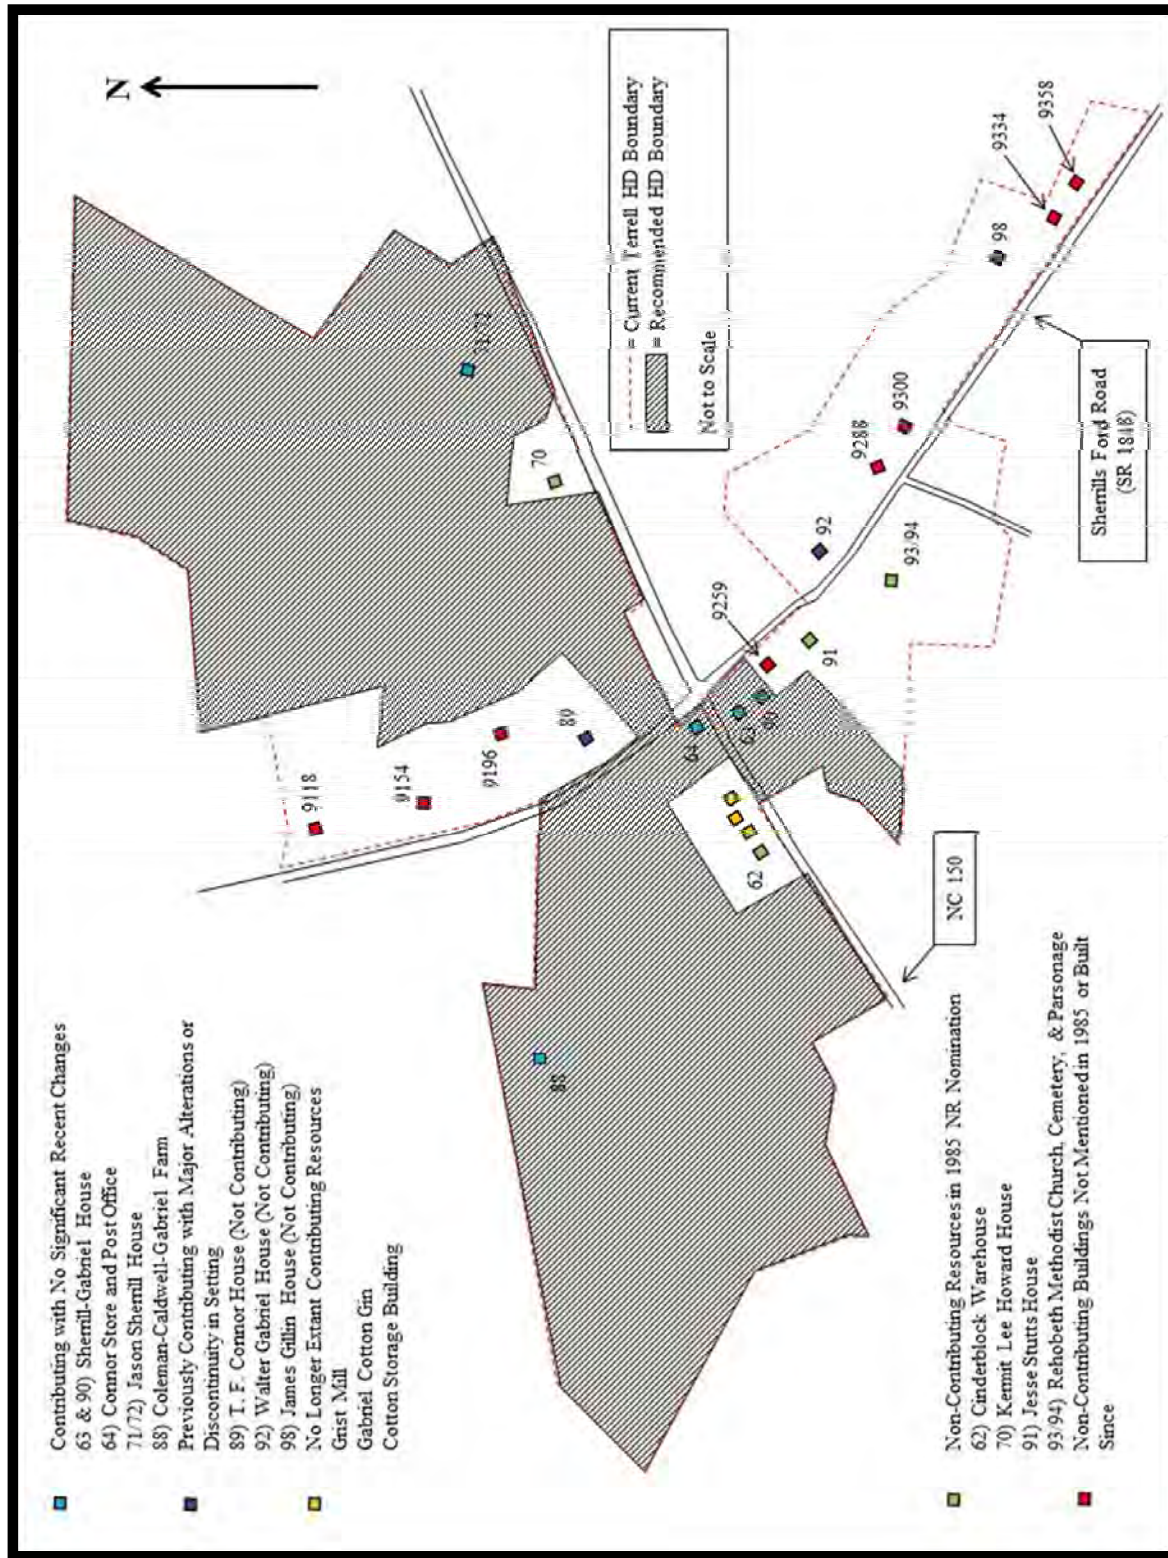 N
Contributing with No Significant Recent Changes
63 & 90) Sherrill-Gabriel House
64) Connor Store and Post Office
71/72) Jason Sherrill House
88) Coleman-Caldwell-Gabriel Farm
Previously Contributing with Major Alterations or
Discontinuity in Setting
89) T. F. Connor House (Not Contributing)
92) Walter Gabriel House (Not Contributing)
98) James Gillin House (Not Contributing)
No Longer Extant Contributing Resources
Grist Mill
Gabriel Cotton Gin
Cotton Storage Building
Non-Contributing Resources in 1985 NR Nomination
62) Cinderblock Warehouse
70) Kermit Lee Howard House
91) Jesse Stutts House
93/94) Rehobeth Methodist Church, Cemetery, & Parsonage
Non-Contributing Buildings Not Mentioned in 1985 or Built
Since
= Current Terrell HD Boundary
= Recommended HD Boundary
Not to Scale
9118
9154
9196
89
88
71/72
70
64
63
90
62
9259
91
92
93/94
9288
9300
98
9334
9358
NC 150
Sherrills Ford Road
(SR 1848)